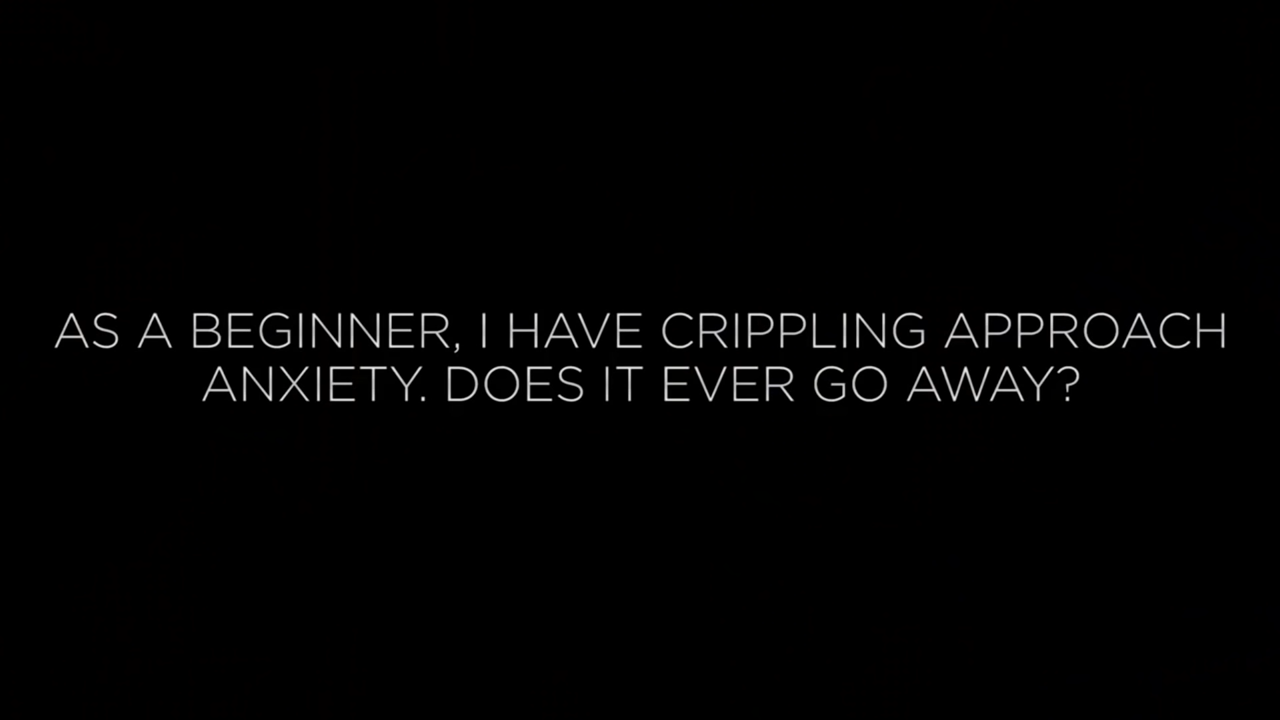 AS A BEGINNER, I HAVE CRIPPLING APPROACH
ANXIETY. DOES IT EVER GO AWAY?